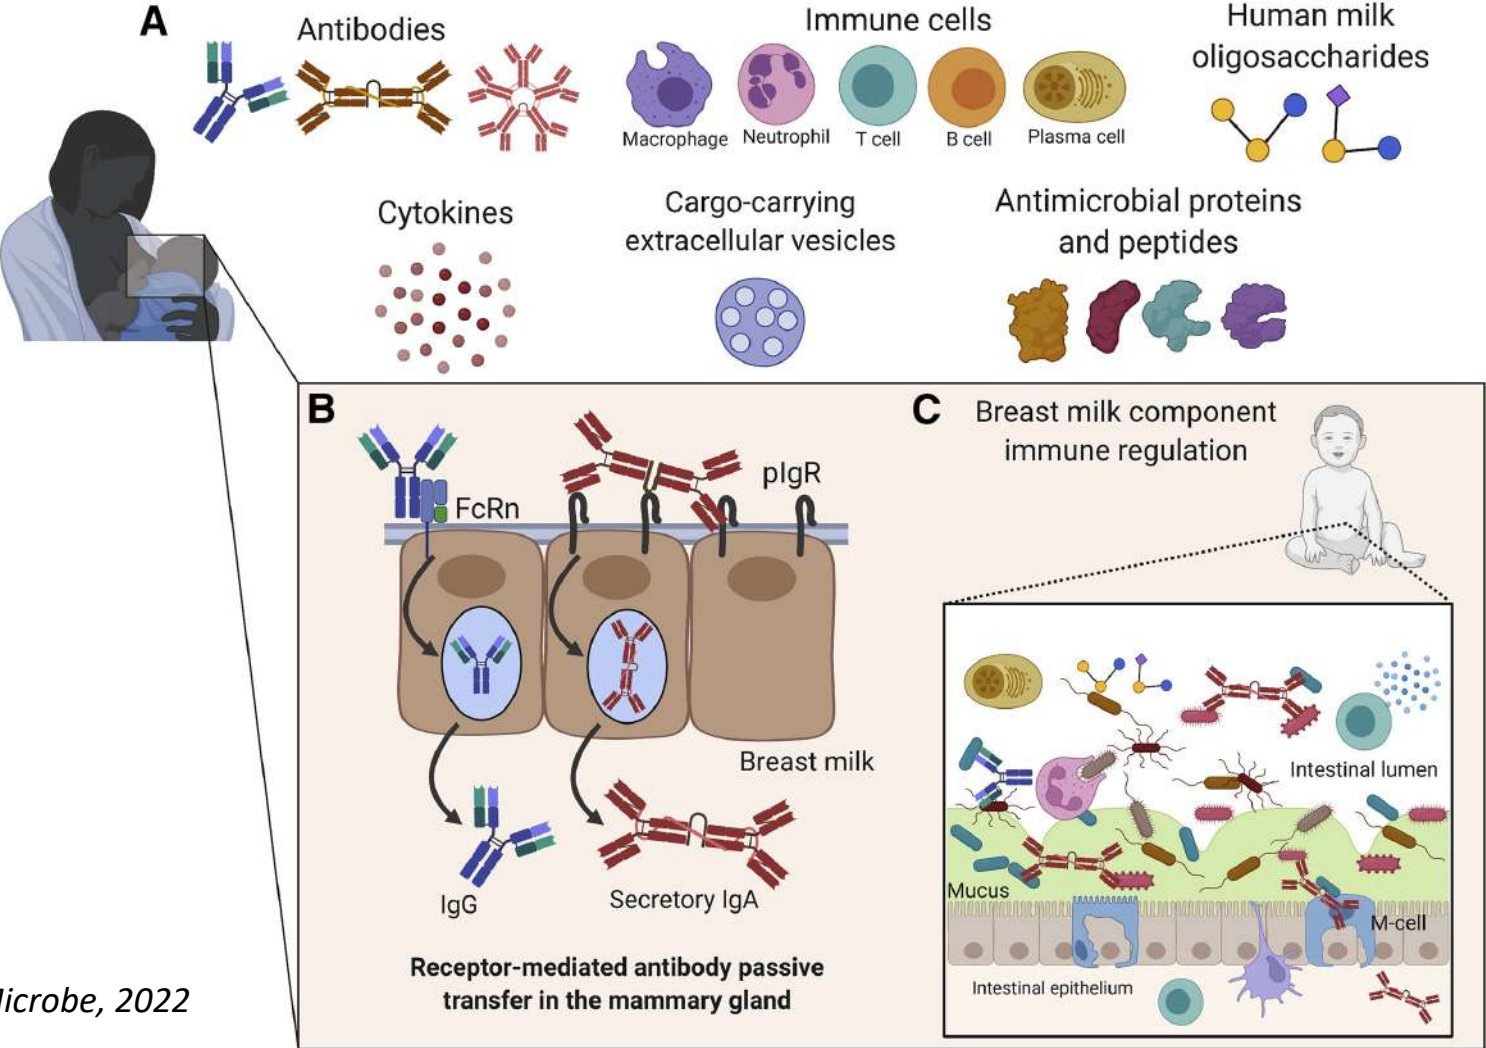 A
Antibodies
Immune cells
Macrophage
Neutrophil
T cell
B cell
Plasma cell
Human milk
oligosaccharides
Cytokines
Cargo-carrying
extracellular vesicles
Antimicrobial proteins
and peptides
B
FcRn
pIgR
Breast milk
IgG
Secretory IgA
Receptor-mediated antibody passive
transfer in the mammary gland
C
Breast milk component
immune regulation
Intestinal lumen
Mucus
M-cell
Intestinal epithelium
2022